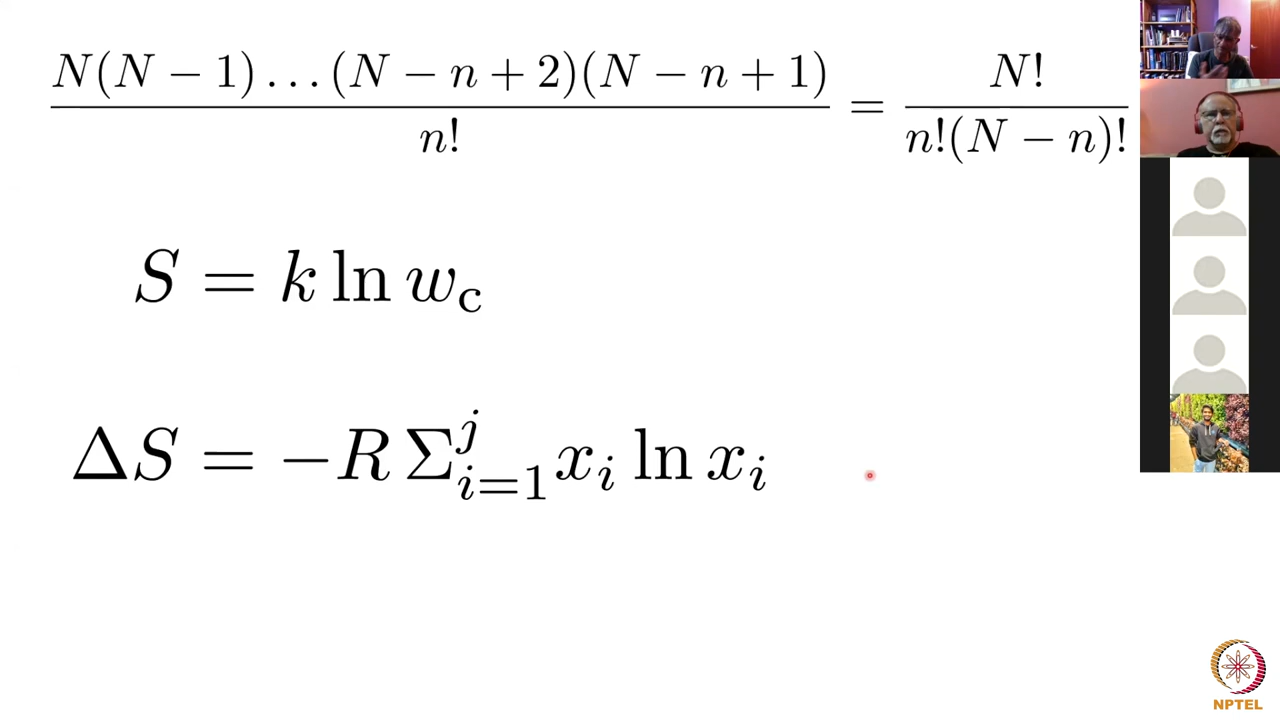 N(N − 1) . . . (N − n + 2)(N − n + 1) / n! = N! / n!(N − n)!
S = k ln w_c
ΔS = −R Σ_{i=1}^{j} x_i ln x_i
NPTEL